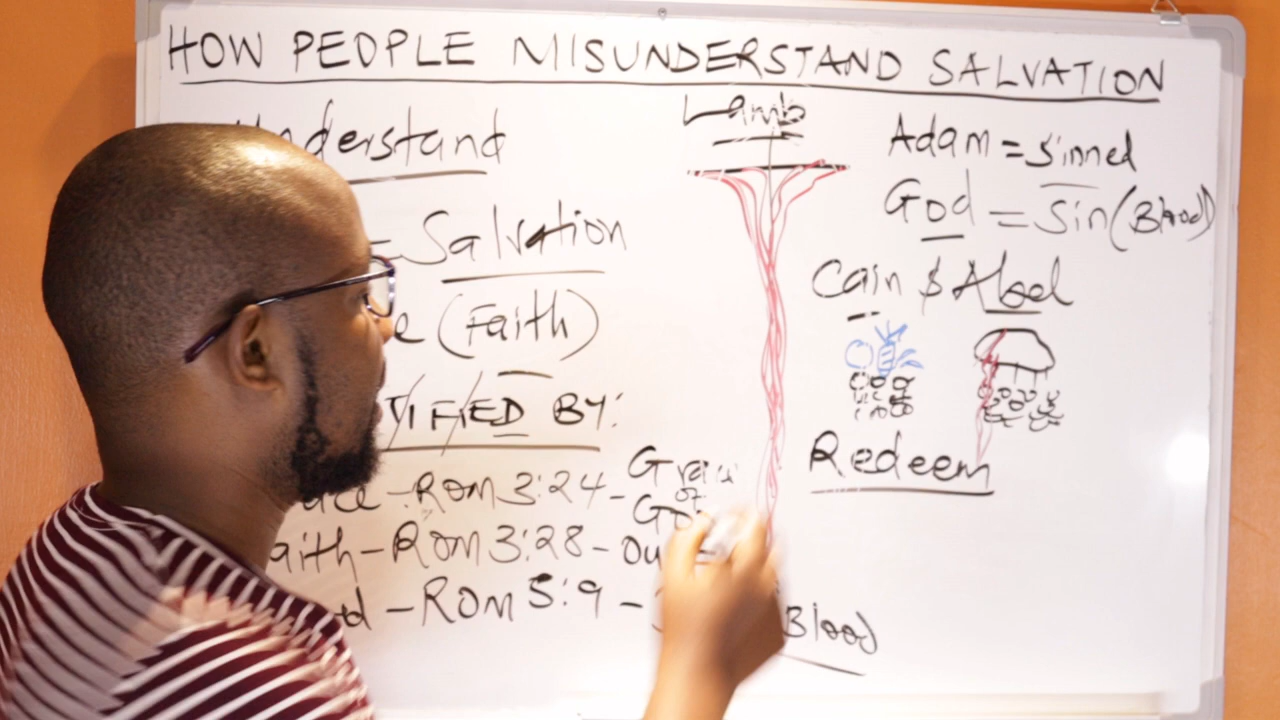 HOW PEOPLE MISUNDERSTAND SALVATION
nderstand
= Salvation
e (Faith)
TIFIED BY:
ace - Rom 3:24 - Grace of God
aith - Rom 3:28 - Ou
d - Rom 5:9 -
Blood
Lamb
Adam = Sinned
God = Sin (Blood)
Cain & Abel
Redeem